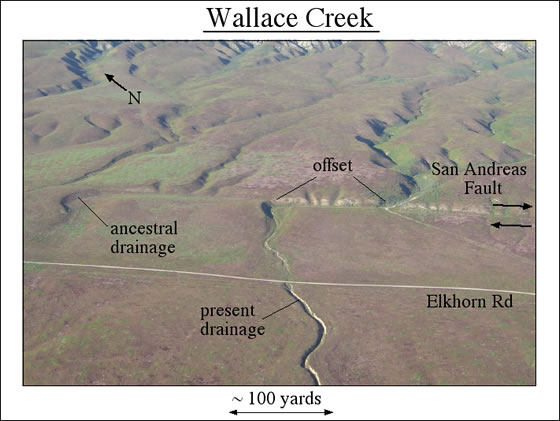 Wallace Creek
N
offset
San Andreas
Fault
ancestral
drainage
Elkhorn Rd
present
drainage
~ 100 yards